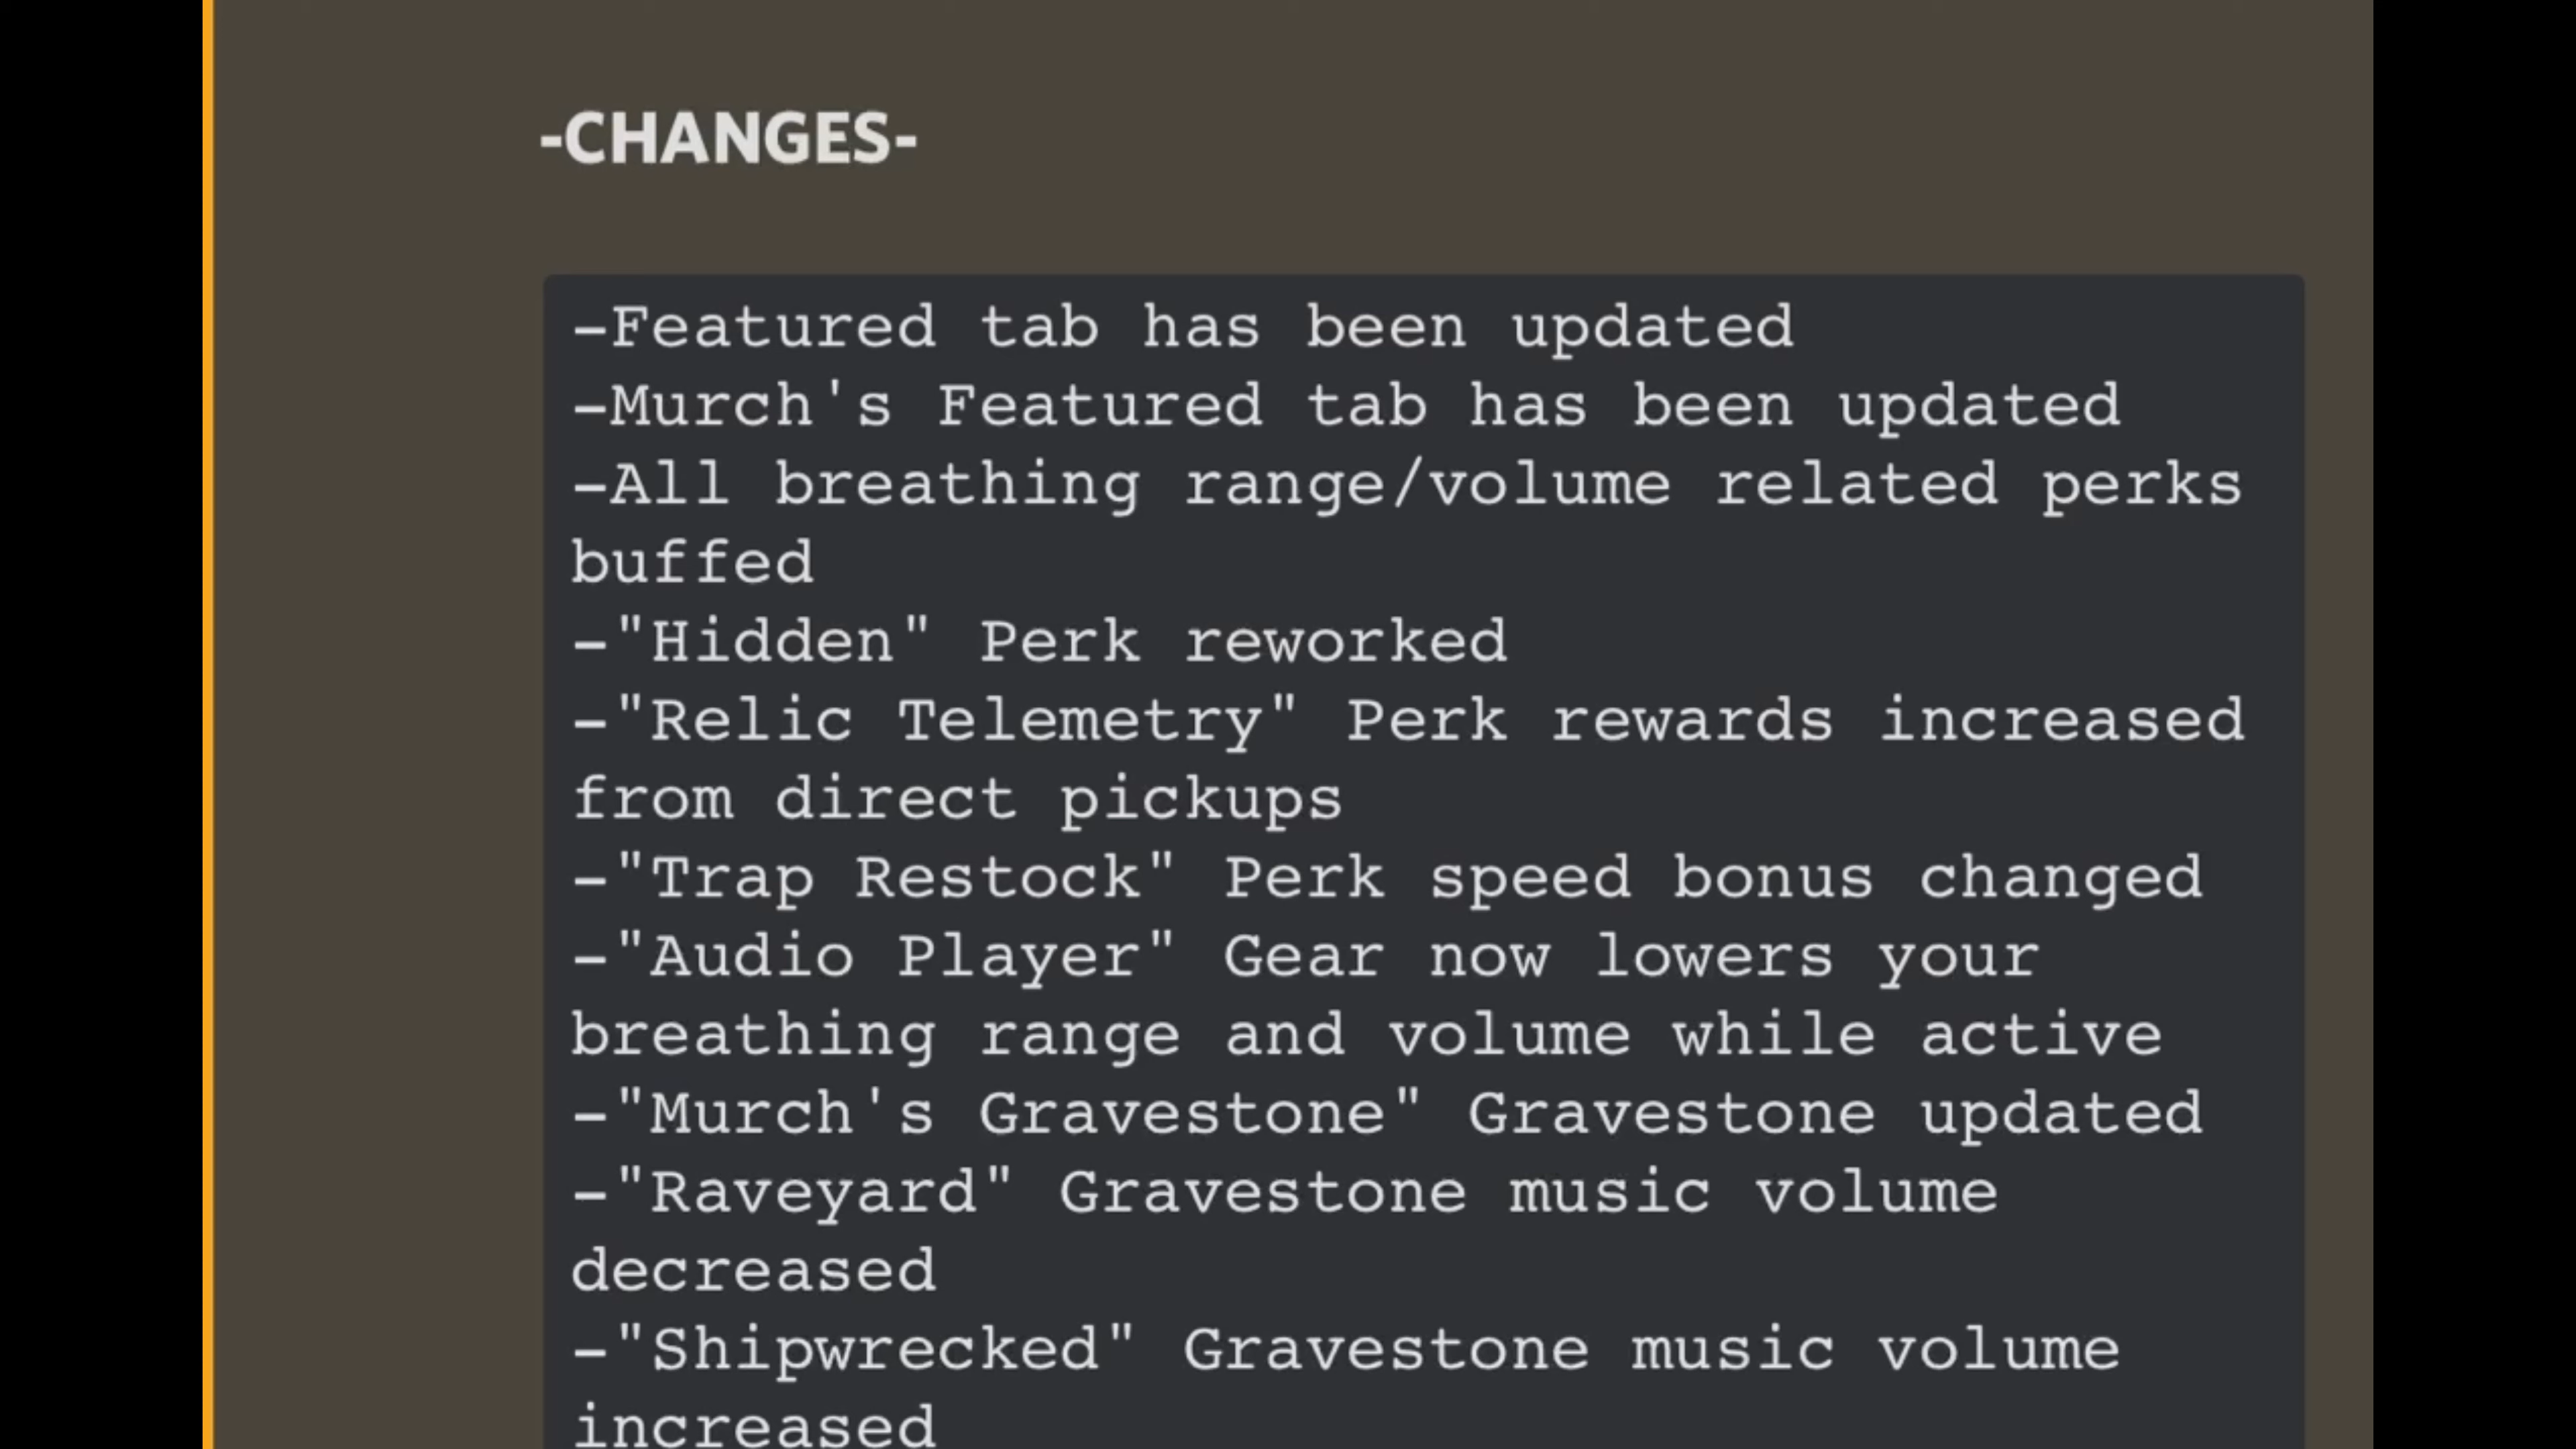 -CHANGES-
-Featured tab has been updated
-Murch's Featured tab has been updated
-All breathing range/volume related perks
buffed
-"Hidden" Perk reworked
-"Relic Telemetry" Perk rewards increased
from direct pickups
-"Trap Restock" Perk speed bonus changed
-"Audio Player" Gear now lowers your
breathing range and volume while active
-"Murch's Gravestone" Gravestone updated
-"Raveyard" Gravestone music volume
decreased
-"Shipwrecked" Gravestone music volume
increased